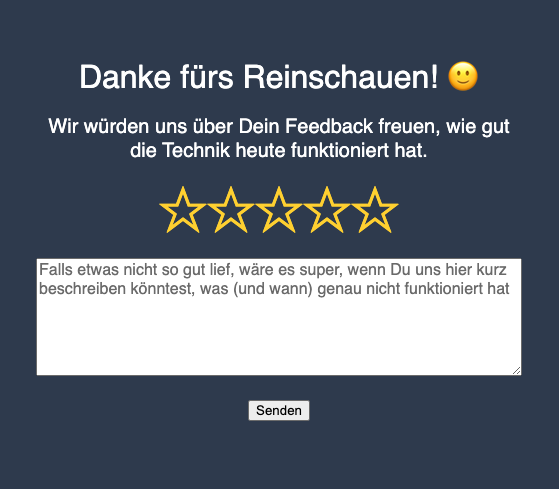 Danke fürs Reinschauen! 🙂
Wir würden uns über Dein Feedback freuen, wie gut
die Technik heute funktioniert hat.
Falls etwas nicht so gut lief, wäre es super, wenn Du uns hier kurz
beschreiben könntest, was (und wann) genau nicht funktioniert hat
Senden